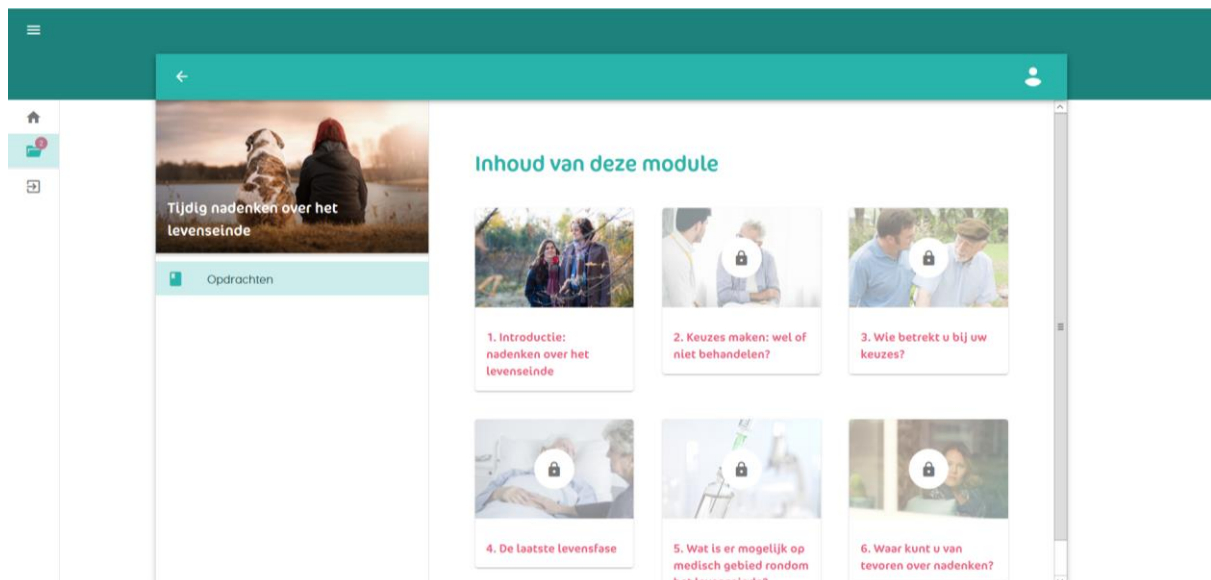 2
Tijdig nadenken over het
levenseinde
Opdrachten
Inhoud van deze module
1. Introductie:
nadenken over het
levenseinde
2. Keuzes maken: wel of
niet behandelen?
3. Wie betrekt u bij uw
keuzes?
4. De laatste levensfase
5. Wat is er mogelijk op
medisch gebied rondom
6. Waar kunt u van
tevoren over nadenken?